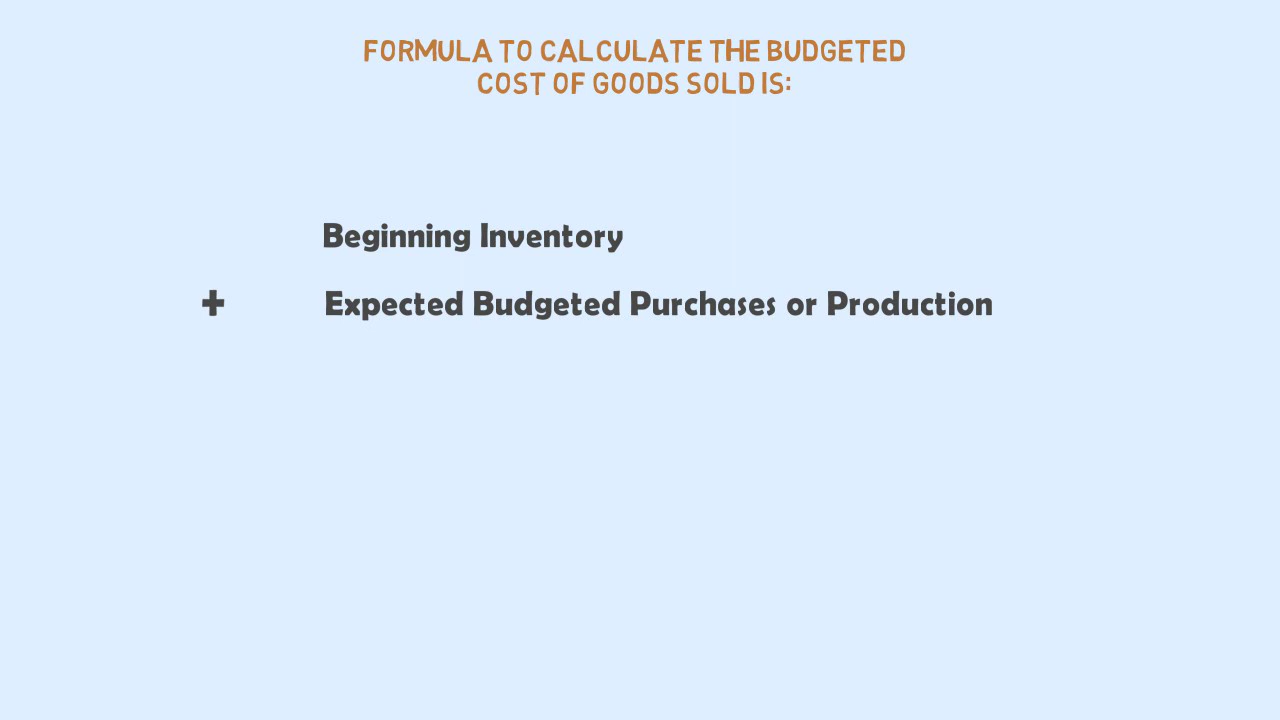 FORMULA TO CALCULATE THE BUDGETED
COST OF GOODS SOLD IS:
Beginning Inventory
+ Expected Budgeted Purchases or Production